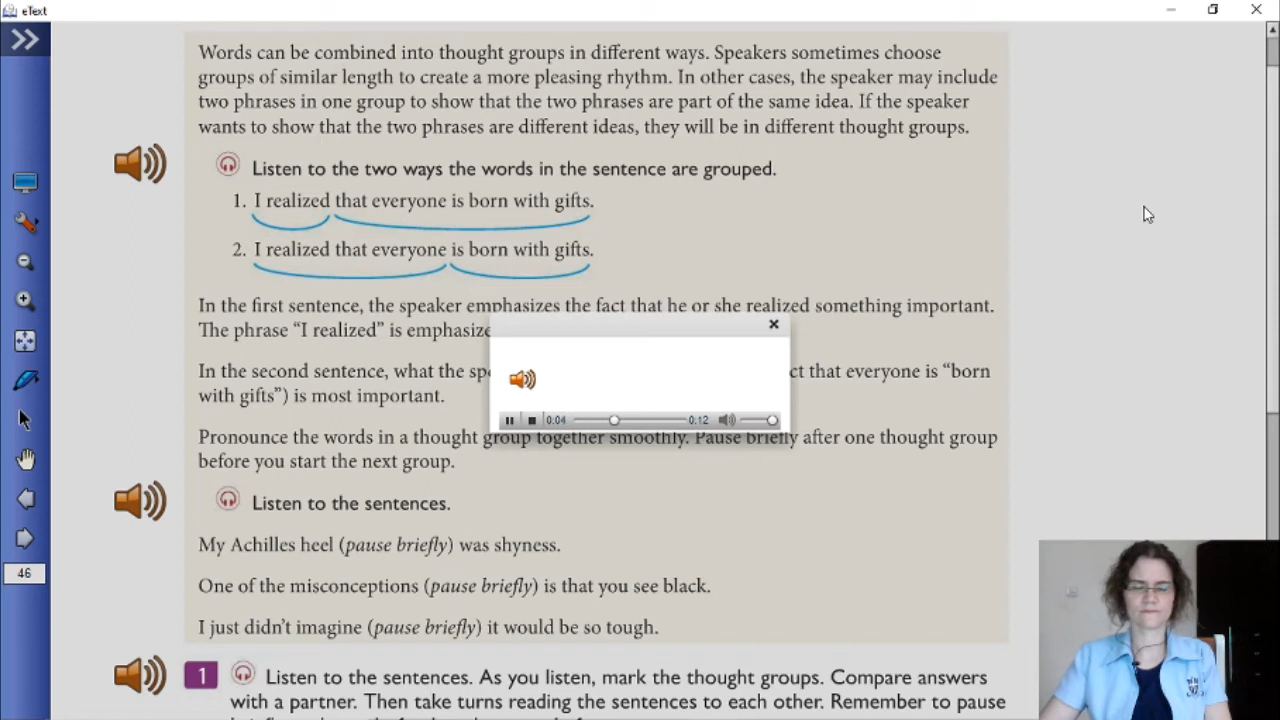 eText
Words can be combined into thought groups in different ways. Speakers sometimes choose
groups of similar length to create a more pleasing rhythm. In other cases, the speaker may include
two phrases in one group to show that the two phrases are part of the same idea. If the speaker
wants to show that the two phrases are different ideas, they will be in different thought groups.
Listen to the two ways the words in the sentence are grouped.
1. I realized that everyone is born with gifts.
2. I realized that everyone is born with gifts.
In the first sentence, the speaker emphasizes the fact that he or she realized something important.
The phrase “I realized” is
In the second sentence, what the ct that everyone is “born
with gifts”) is most important.
0:04 0:12
Pronounce the words in a thought group together smoothly. Pause briefly after one thought group
before you start the next group.
Listen to the sentences.
My Achilles heel (pause briefly) was shyness.
One of the misconceptions (pause briefly) is that you see black.
46
I just didn’t imagine (pause briefly) it would be so tough.
1 Listen to the sentences. As you listen, mark the thought groups. Compare answers
with a partner. Then take turns reading the sentences to each other. Remember to pause